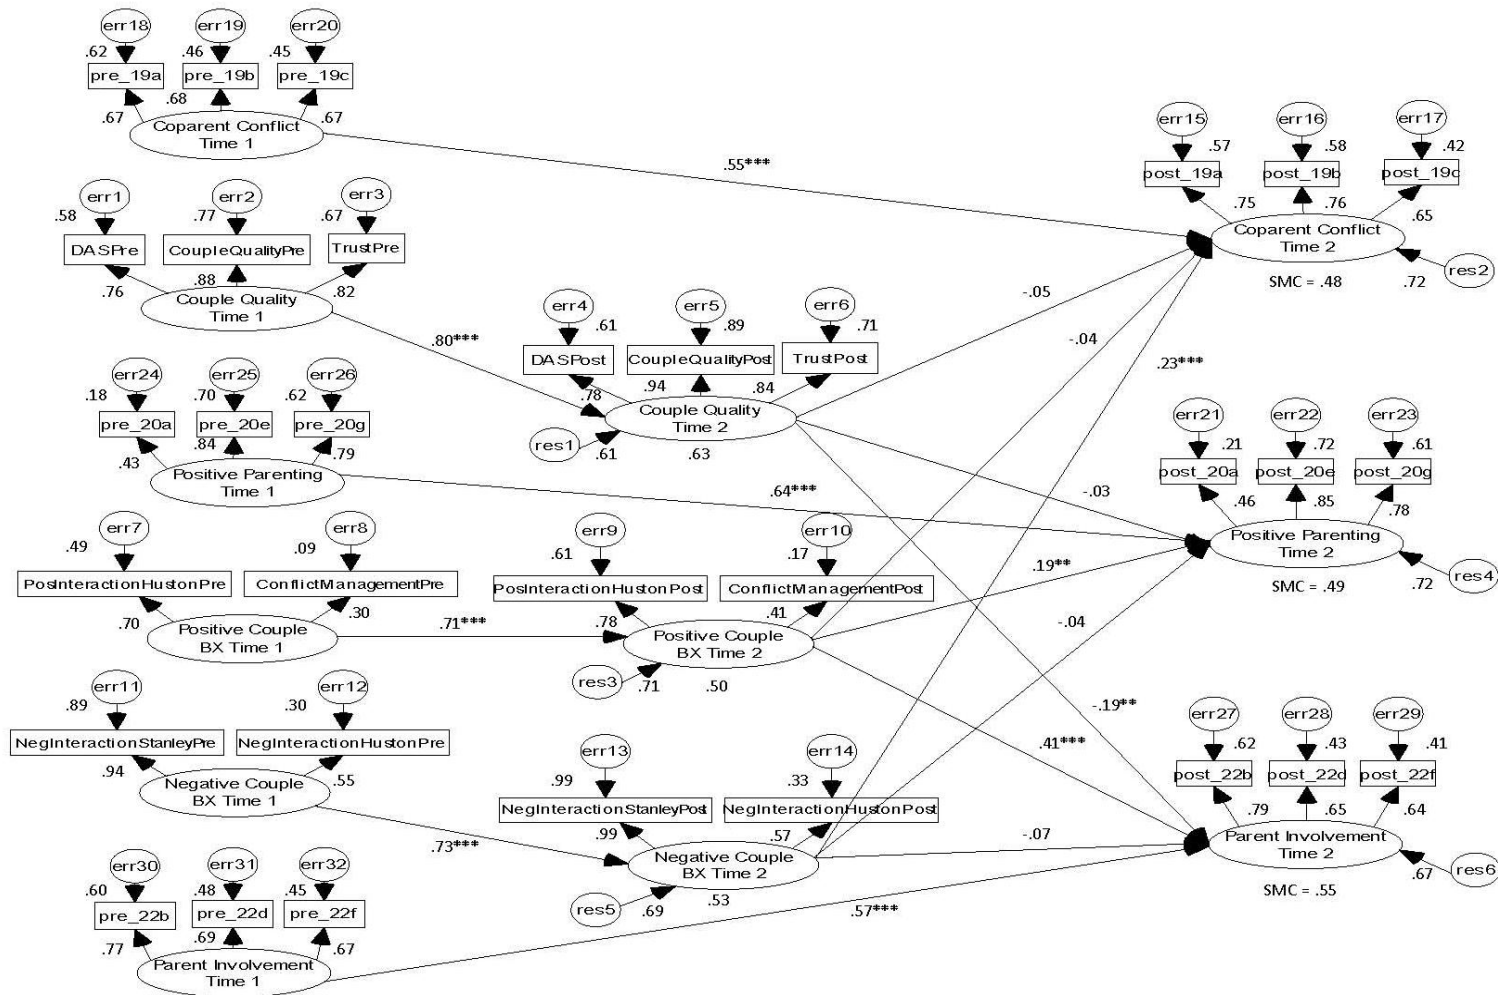 err18
err19
err20
.62
.46
.45
pre_19a
pre_19b
pre_19c
.67
.68
.67
Coparent Conflict
Time 1
.55***
err15
err16
err17
.57
.58
.42
post_19a
post_19b
post_19c
.75
.76
.65
Coparent Conflict
Time 2
res2
SMC = .48
.72
err1
err2
err3
.58
.77
.67
DASPre
CoupleQualityPre
TrustPre
.76
.88
.82
Couple Quality
Time 1
.80***
err4
err5
err6
.61
.89
.71
DASPost
CoupleQualityPost
TrustPost
.78
.94
.84
Couple Quality
Time 2
res1
.61
.63
-.05
-.04
.23***
err24
err25
err26
.18
.70
.62
pre_20a
pre_20e
pre_20g
.43
.84
.79
Positive Parenting
Time 1
.64***
-.03
err21
err22
err23
.21
.72
.61
post_20a
post_20e
post_20g
.46
.85
.78
Positive Parenting
Time 2
res4
SMC = .49
.72
err7
err8
.49
.09
PosInteractionHustonPre
ConflictManagementPre
.70
.30
Positive Couple
BX Time 1
.71***
err9
err10
.61
.17
PosInteractionHustonPost
ConflictManagementPost
.78
.41
Positive Couple
BX Time 2
res3
.71
.50
.19**
-.04
-.19**
.41***
err11
err12
.89
.30
NegInteractionStanleyPre
NegInteractionHustonPre
.94
.55
Negative Couple
BX Time 1
.73***
err13
err14
.99
.33
NegInteractionStanleyPost
NegInteractionHustonPost
.99
.57
Negative Couple
BX Time 2
res5
.69
.53
-.07
err27
err28
err29
.62
.43
.41
post_22b
post_22d
post_22f
.79
.65
.64
Parent Involvement
Time 2
res6
SMC = .55
.67
err30
err31
err32
.60
.48
.45
pre_22b
pre_22d
pre_22f
.77
.69
.67
Parent Involvement
Time 1
.57***